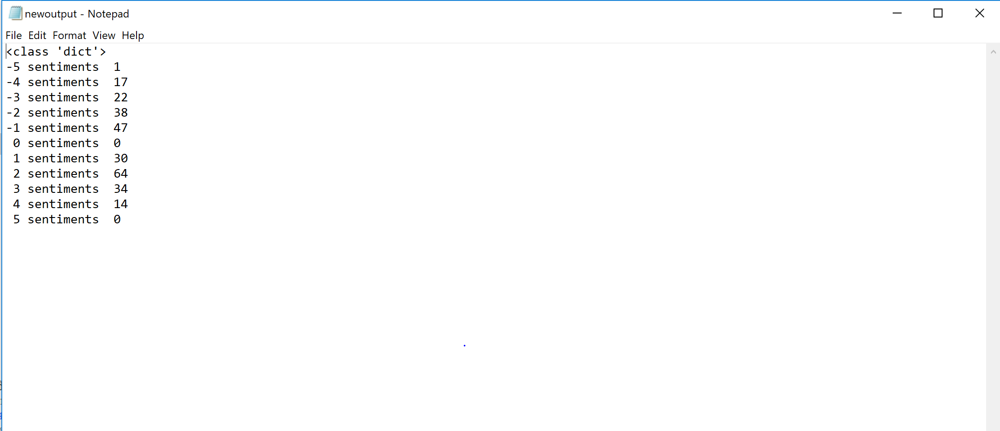 newoutput - Notepad
File Edit Format View Help
<class 'dict'>
-5 sentiments  1
-4 sentiments  17
-3 sentiments  22
-2 sentiments  38
-1 sentiments  47
 0 sentiments  0
 1 sentiments  30
 2 sentiments  64
 3 sentiments  34
 4 sentiments  14
 5 sentiments  0